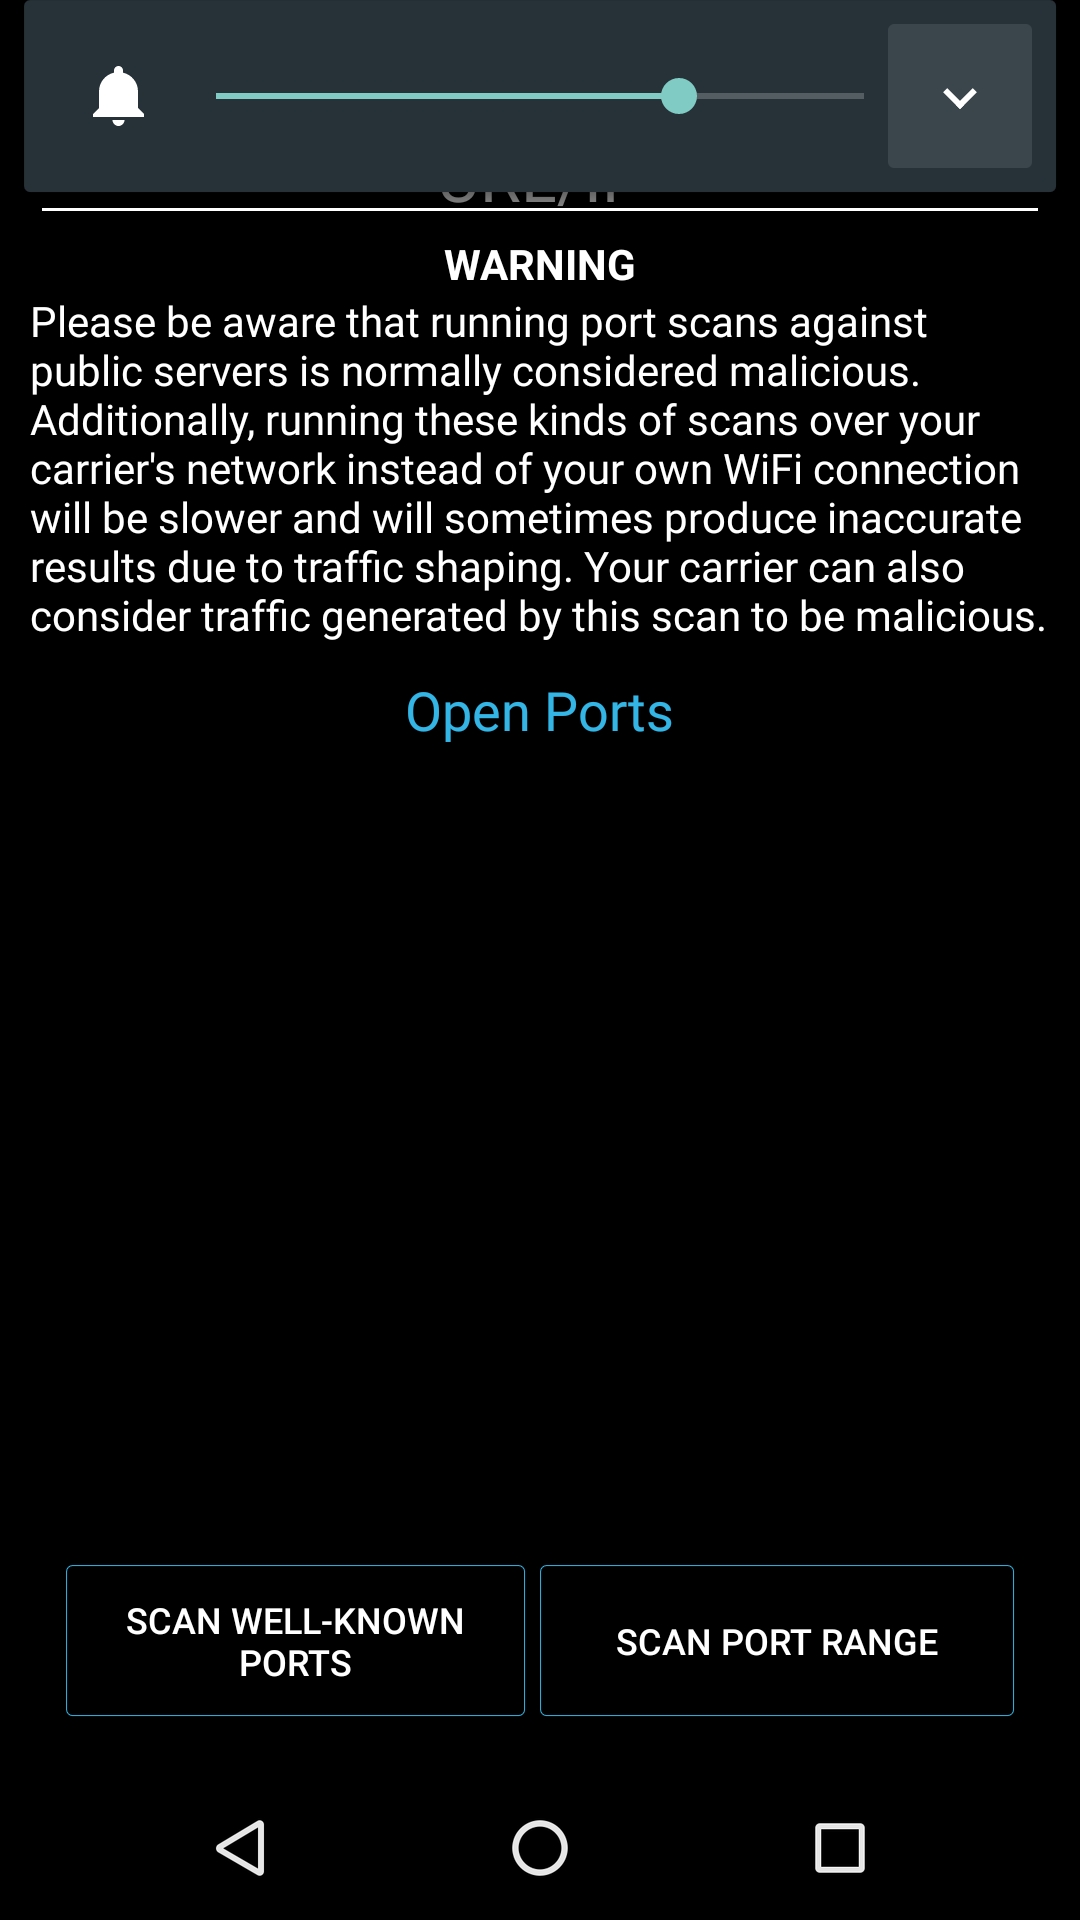 WARNING
Please be aware that running port scans against
public servers is normally considered malicious.
Additionally, running these kinds of scans over your
carrier's network instead of your own WiFi connection
will be slower and will sometimes produce inaccurate
results due to traffic shaping. Your carrier can also
consider traffic generated by this scan to be malicious.
Open Ports
SCAN WELL-KNOWN
PORTS
SCAN PORT RANGE